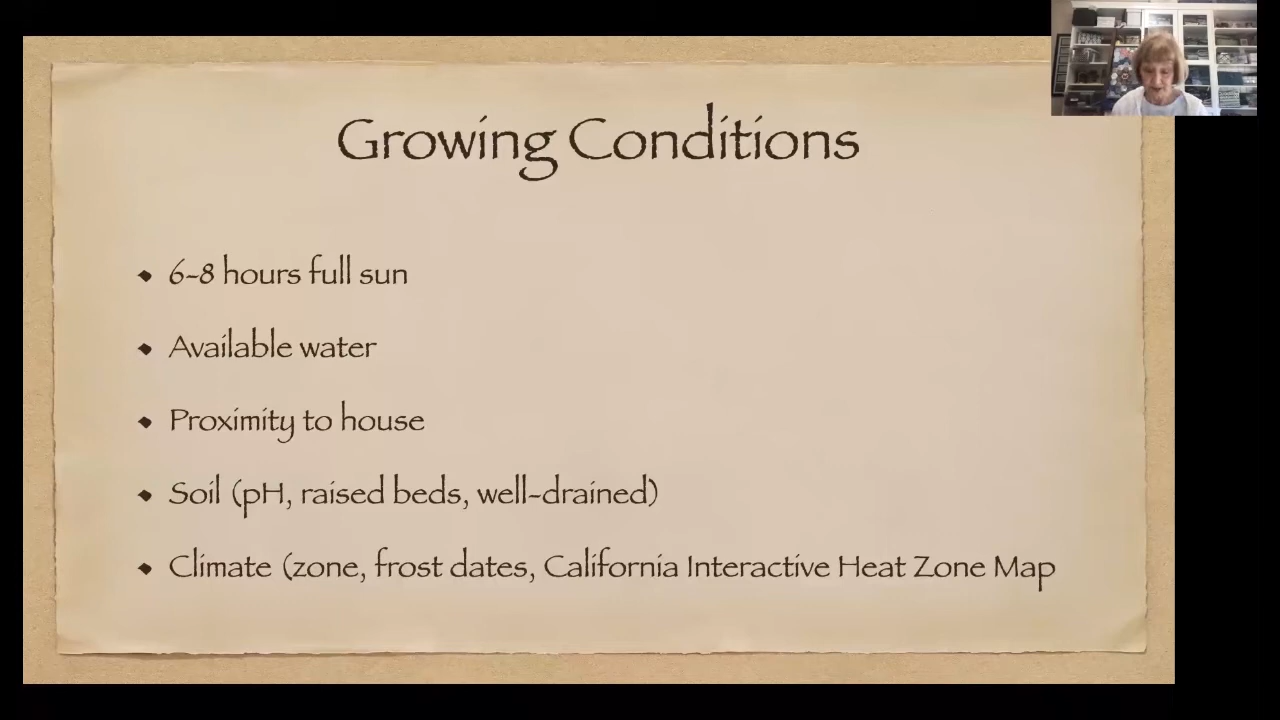 Growing Conditions
6-8 hours full sun
Available water
Proximity to house
Soil (pH, raised beds, well-drained)
Climate (zone, frost dates, California Interactive Heat Zone Map